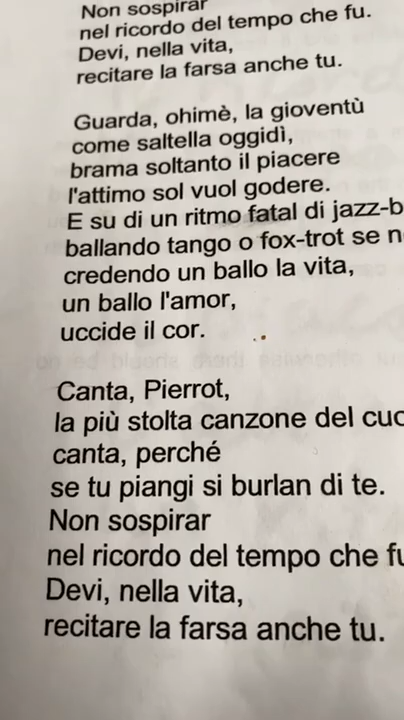 Non sospirar
nel ricordo del tempo che fu.
Devi, nella vita,
recitare la farsa anche tu.
Guarda, ohimè, la gioventù
come saltella oggidì,
brama soltanto il piacere
l'attimo sol vuol godere.
E su di un ritmo fatal di jazz-b
ballando tango o fox-trot se n
credendo un ballo la vita,
un ballo l'amor,
uccide il cor.
Canta, Pierrot,
la più stolta canzone del cuo
canta, perché
se tu piangi si burlan di te.
Non sospirar
nel ricordo del tempo che fu
Devi, nella vita,
recitare la farsa anche tu.